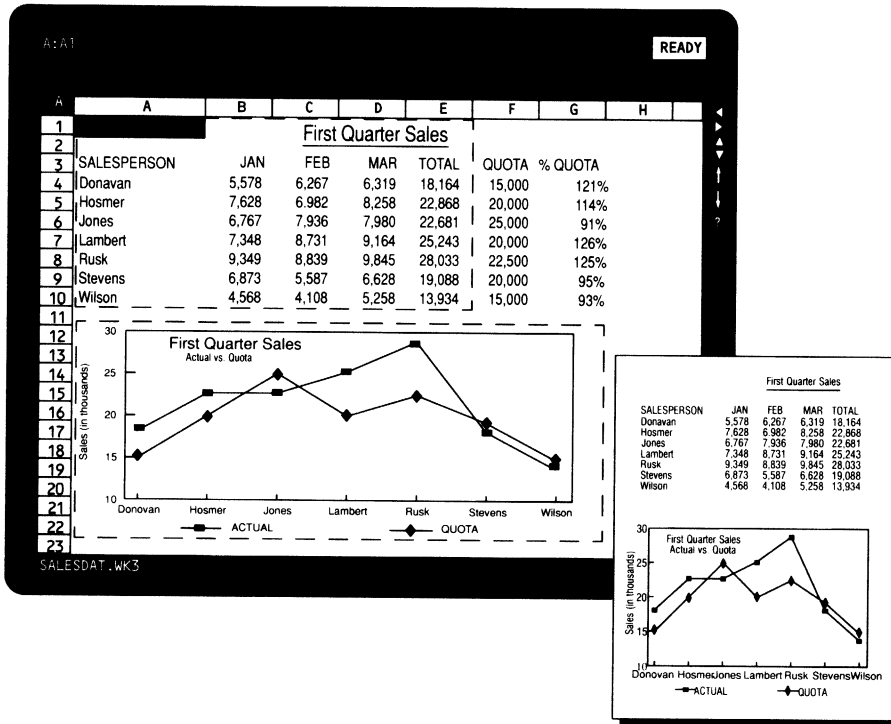 A:A1
READY
A A B C D E F G H
1 First Quarter Sales
2
3 SALESPERSON JAN FEB MAR TOTAL QUOTA % QUOTA
4 Donavan 5,578 6,267 6,319 18,164 15,000 121%
5 Hosmer 7,628 6.982 8,258 22,868 20,000 114%
6 Jones 6,767 7,936 7,980 22,681 25,000 91%
7 Lambert 7,348 8,731 9,164 25,243 20,000 126%
8 Rusk 9,349 8,839 9,845 28,033 22,500 125%
9 Stevens 6,873 5,587 6,628 19,088 20,000 95%
10 Wilson 4,568 4,108 5,258 13,934 15,000 93%
11
12
13
14
15
16
17
18
19
20
21
22
23
?
First Quarter Sales
Actual vs. Quota
Sales (in thousands)
30
25
20
15
10
Donovan Hosmer Jones Lambert Rusk Stevens Wilson
ACTUAL QUOTA
SALESDAT.WK3
First Quarter Sales
SALESPERSON JAN FEB MAR TOTAL
Donavan 5,578 6,267 6,319 18,164
Hosmer 7,628 6.982 8,258 22,868
Jones 6,767 7,936 7,980 22,681
Lambert 7,348 8,731 9,164 25,243
Rusk 9,349 8,839 9,845 28,033
Stevens 6,873 5,587 6,628 19,088
Wilson 4,568 4,108 5,258 13,934
First Quarter Sales
Actual vs. Quota
Sales (in thousands)
30
25
20
15
10
Donovan Hosmer Jones Lambert Rusk Stevens Wilson
ACTUAL QUOTA